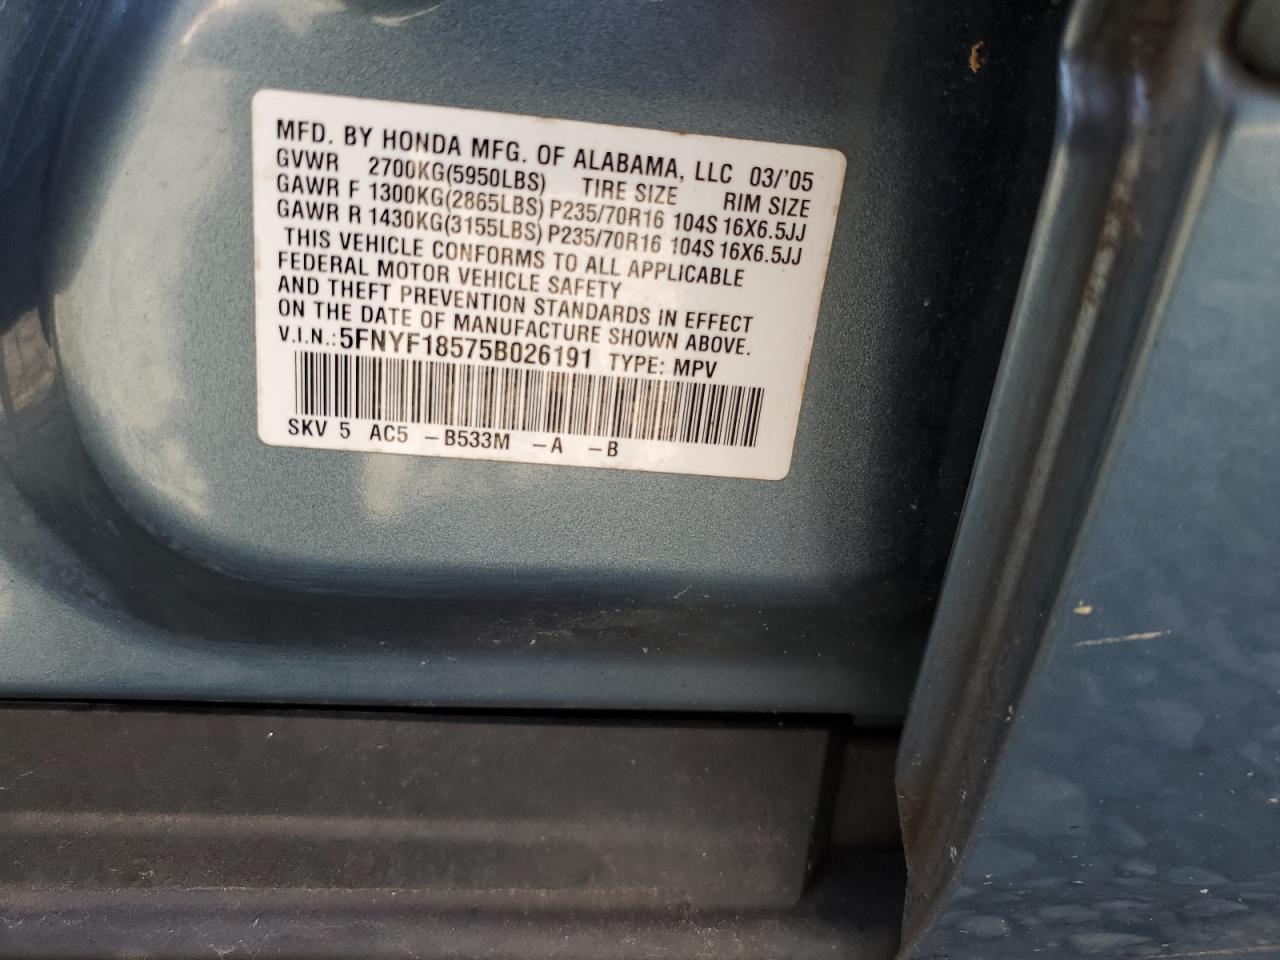 MFD. BY HONDA MFG. OF ALABAMA, LLC 03/'05
GVWR 2700KG(5950LBS) TIRE SIZE RIM SIZE
GAWR F 1300KG(2865LBS) P235/70R16 104S 16X6.5JJ
GAWR R 1430KG(3155LBS) P235/70R16 104S 16X6.5JJ
THIS VEHICLE CONFORMS TO ALL APPLICABLE
FEDERAL MOTOR VEHICLE SAFETY
AND THEFT PREVENTION STANDARDS IN EFFECT
ON THE DATE OF MANUFACTURE SHOWN ABOVE.
V.I.N.:5FNYF18575B026191 TYPE: MPV
SKV 5 AC5 -B533M -A -B